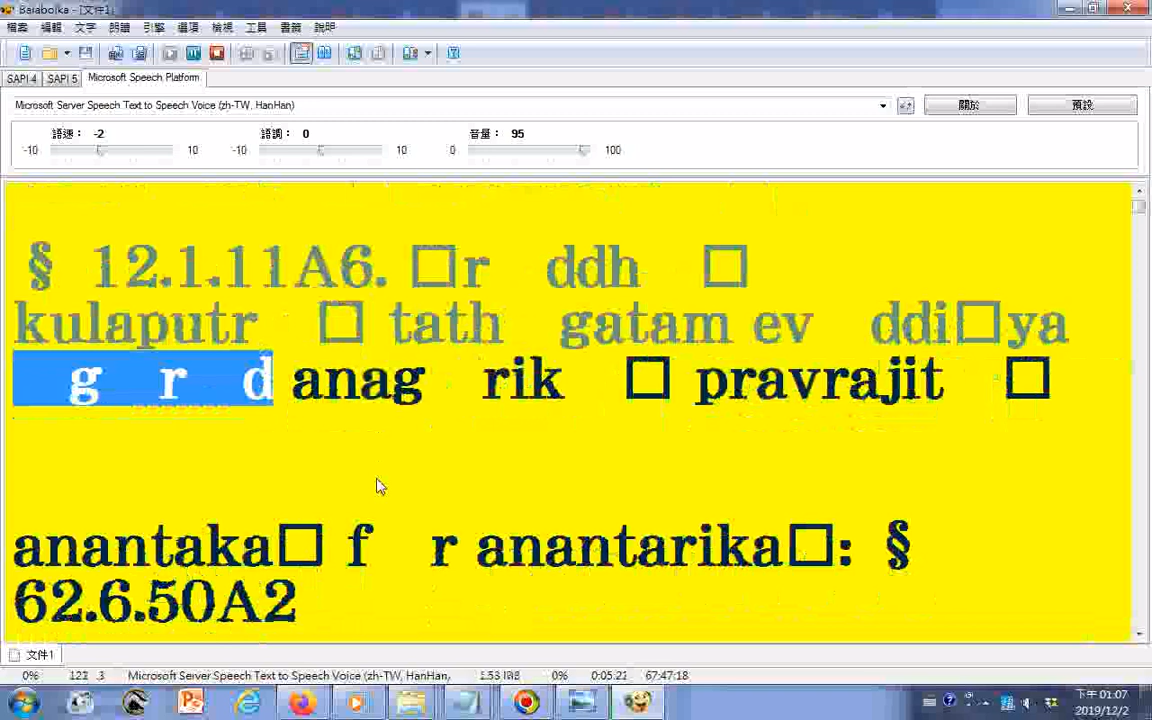 Balabolka - [文件1]
檔案 編輯 文字 朗讀 引擎 選項 檢視 工具 書籤 說明
SAPI 4 SAPI 5 Microsoft Speech Platform
Microsoft Server Speech Text to Speech Voice (zh-TW, HanHan) 關於 預設
語速： -2 語調： 0 音量： 95
-10 10 -10 10 0 100
§ 12.1.11A6. □r ddh □
kulaputr □ tath gatam ev ddi□ya
g r d anag rik □ pravrajit □
anantaka□ f r anantarika□: §
62.6.50A2
文件1
0% Microsoft Server Speech Text to Speech Voice (zh-TW, HanHan, 0% 0:05:21 67:47:18
下午 01:07
2019/12/2